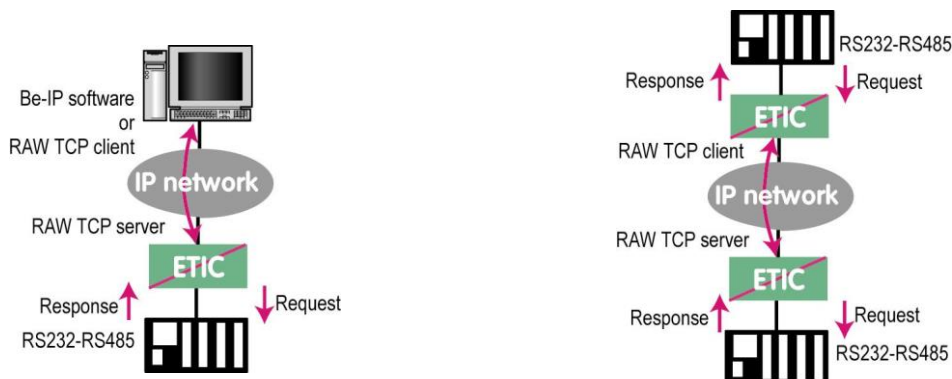 Be-IP software
or
RAW TCP client
IP network
RAW TCP server
ETIC
Response
Request
RS232-RS485
RS232-RS485
Response
Request
ETIC
RAW TCP client
IP network
RAW TCP server
ETIC
Response
Request
RS232-RS485